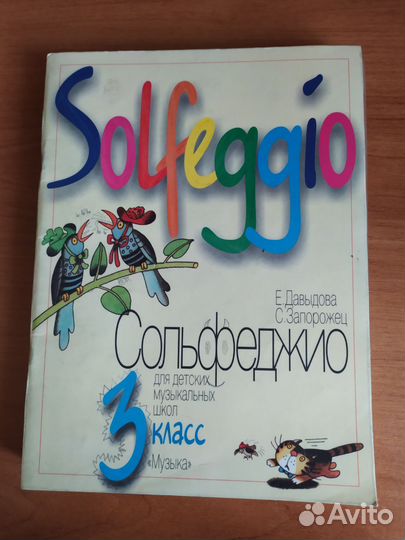 Solfeggio
Е. Давыдова
С. Запорожец
Сольфеджио
для детских
музыкальных
школ
3 класс
«Музыка»
Avito